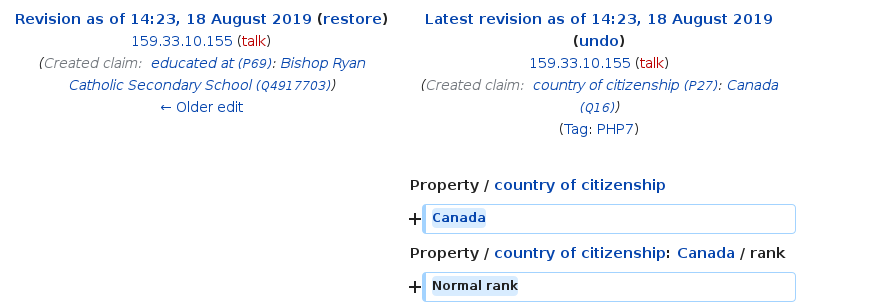 Revision as of 14:23, 18 August 2019 (restore)
159.33.10.155 (talk)
(Created claim: educated at (P69): Bishop Ryan
Catholic Secondary School (Q4917703))
← Older edit
Latest revision as of 14:23, 18 August 2019
(undo)
159.33.10.155 (talk)
(Created claim: country of citizenship (P27): Canada
(Q16))
(Tag: PHP7)
Property / country of citizenship
+ Canada
Property / country of citizenship: Canada / rank
+ Normal rank